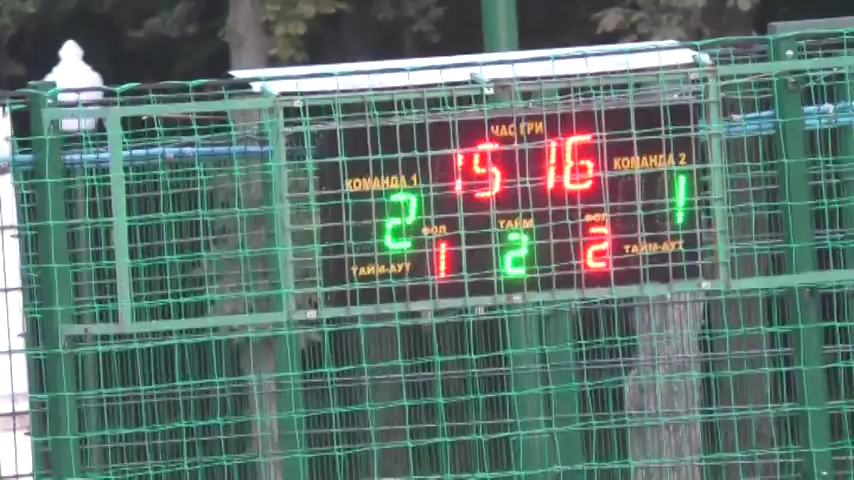 ЧАС ГРИ
15 16
КОМАНДА 1
КОМАНДА 2
2
1
ФОЛ
ТАЙМ
ФОЛ
1
2
2
ТАЙМ-АУТ
ТАЙМ-АУТ